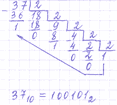 37 2
36 18 2
1 18 9 2
0 8 4 2
1 4 2 2
0 2 1
0
37₁₀ = 100101₂